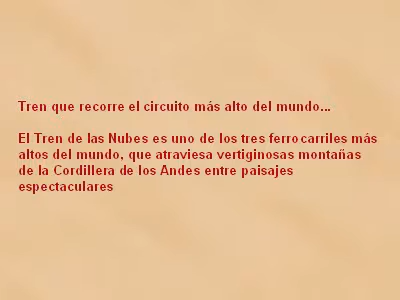 Tren que recorre el circuito más alto del mundo...
El Tren de las Nubes es uno de los tres ferrocarriles más
altos del mundo, que atraviesa vertiginosas montañas
de la Cordillera de los Andes entre paisajes
espectaculares